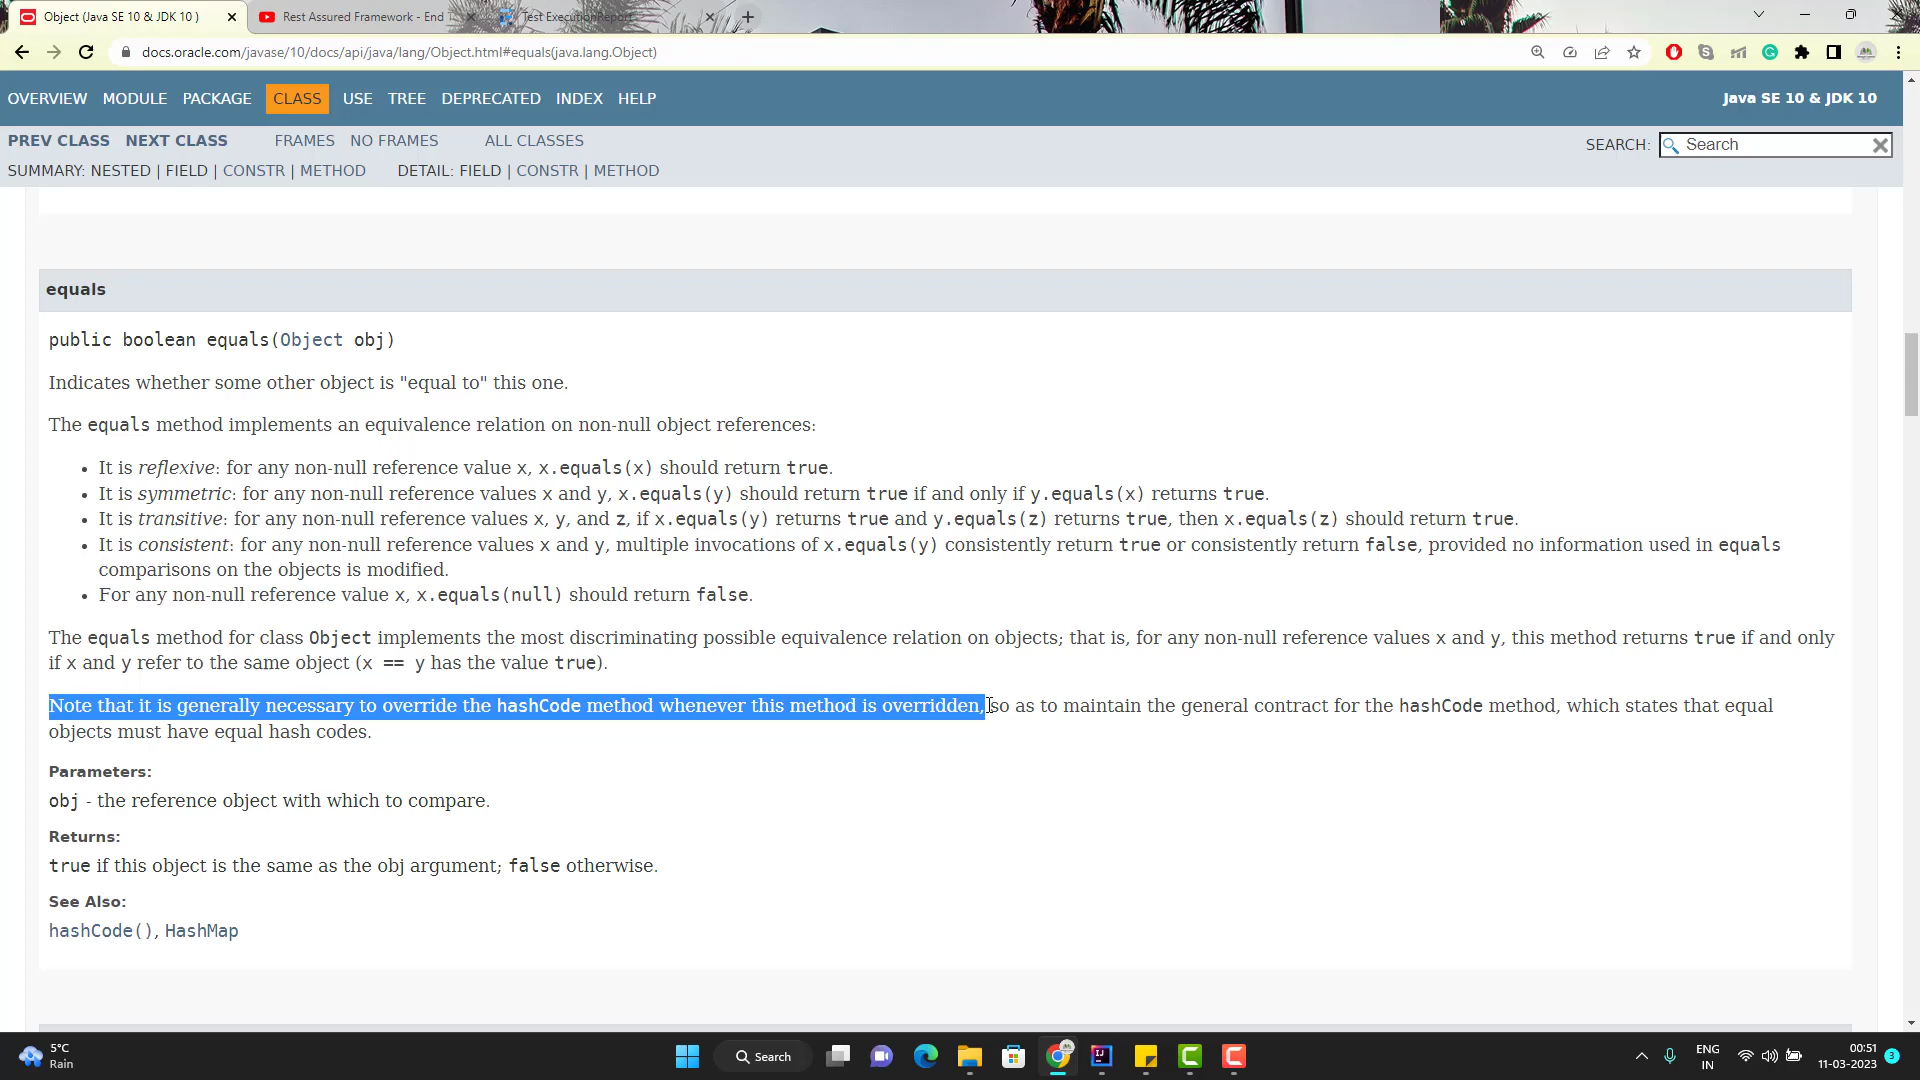 Object (Java SE 10 & JDK 10 )
Rest Assured Framework - End
Test ExecutionReport
docs.oracle.com/javase/10/docs/api/java/lang/Object.html#equals(java.lang.Object)
OVERVIEW MODULE PACKAGE CLASS USE TREE DEPRECATED INDEX HELP
Java SE 10 & JDK 10
PREV CLASS NEXT CLASS FRAMES NO FRAMES ALL CLASSES
SEARCH: Search
SUMMARY: NESTED | FIELD | CONSTR | METHOD DETAIL: FIELD | CONSTR | METHOD
equals
public boolean equals(Object obj)
Indicates whether some other object is "equal to" this one.
The equals method implements an equivalence relation on non-null object references:
• It is reflexive: for any non-null reference value x, x.equals(x) should return true.
• It is symmetric: for any non-null reference values x and y, x.equals(y) should return true if and only if y.equals(x) returns true.
• It is transitive: for any non-null reference values x, y, and z, if x.equals(y) returns true and y.equals(z) returns true, then x.equals(z) should return true.
• It is consistent: for any non-null reference values x and y, multiple invocations of x.equals(y) consistently return true or consistently return false, provided no information used in equals
comparisons on the objects is modified.
• For any non-null reference value x, x.equals(null) should return false.
The equals method for class Object implements the most discriminating possible equivalence relation on objects; that is, for any non-null reference values x and y, this method returns true if and only
if x and y refer to the same object (x == y has the value true).
Note that it is generally necessary to override the hashCode method whenever this method is overridden, so as to maintain the general contract for the hashCode method, which states that equal
objects must have equal hash codes.
Parameters:
obj - the reference object with which to compare.
Returns:
true if this object is the same as the obj argument; false otherwise.
See Also:
hashCode(), HashMap
5°C
Rain
Search
ENG
IN
00:51
11-03-2023
3